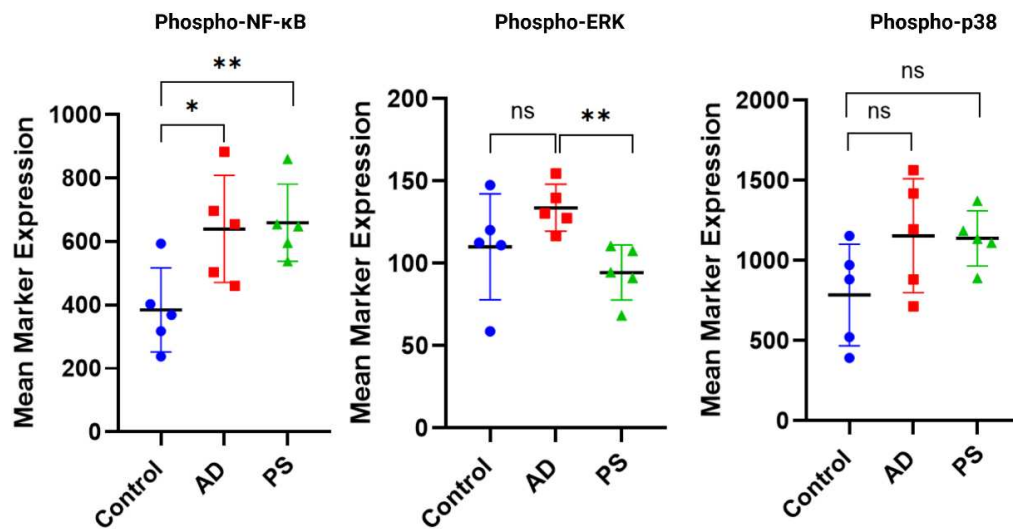 Phospho-NF-κB
**
*
Mean Marker Expression
1000
800
600
400
200
0
Control
AD
PS
Phospho-ERK
ns
**
Mean Marker Expression
200
150
100
50
0
Control
AD
PS
Phospho-p38
ns
ns
Mean Marker Expression
2000
1500
1000
500
0
Control
AD
PS